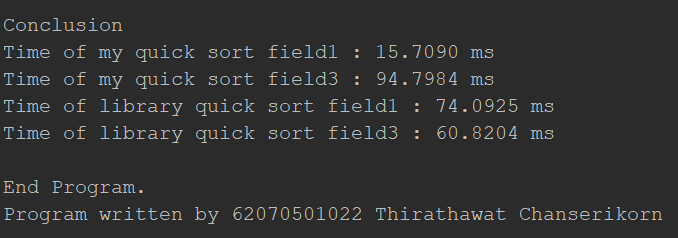 Conclusion
Time of my quick sort field1 : 15.7090 ms
Time of my quick sort field3 : 94.7984 ms
Time of library quick sort field1 : 74.0925 ms
Time of library quick sort field3 : 60.8204 ms
End Program.
Program written by 62070501022 Thirathawat Chanserikorn